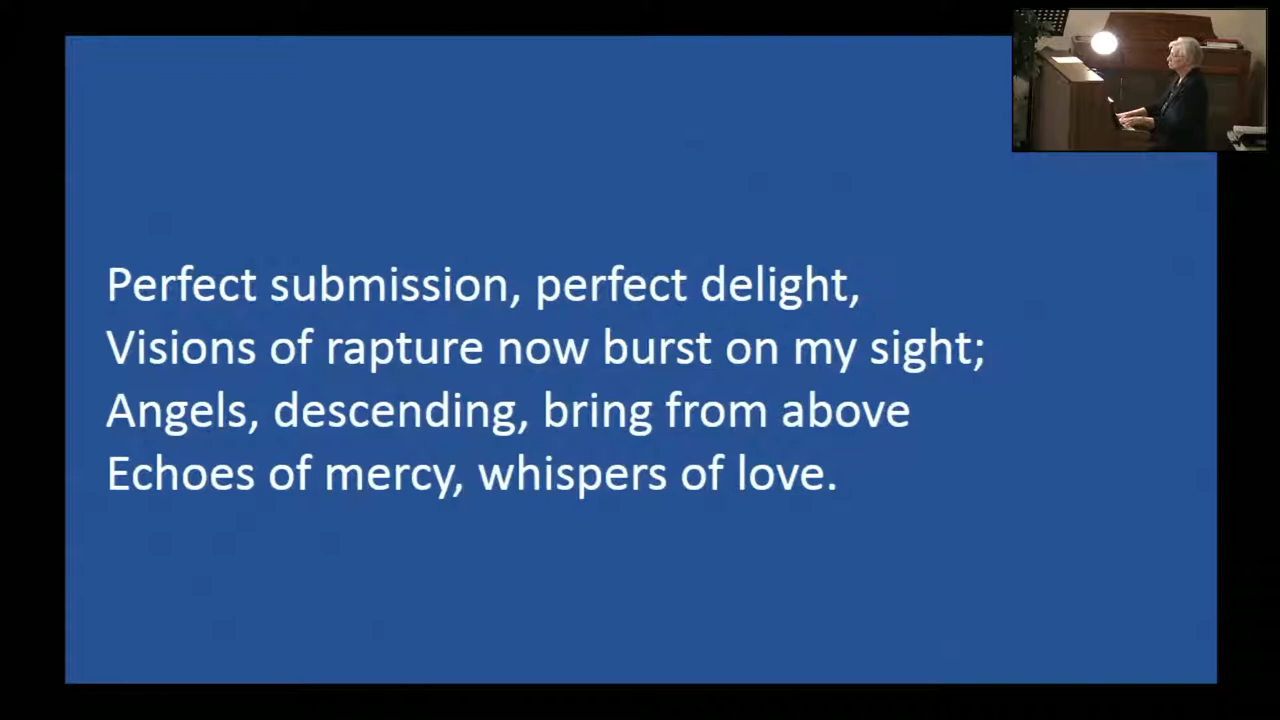 Perfect submission, perfect delight,
Visions of rapture now burst on my sight;
Angels, descending, bring from above
Echoes of mercy, whispers of love.